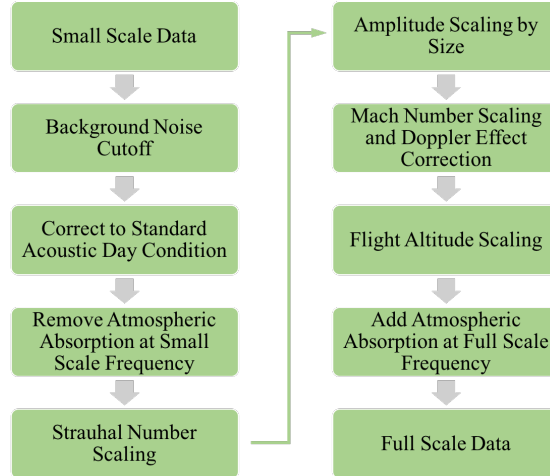 Small Scale Data
Background Noise
Cutoff
Correct to Standard
Acoustic Day Condition
Remove Atmospheric
Absorption at Small
Scale Frequency
Strauhal Number
Scaling
Amplitude Scaling by
Size
Mach Number Scaling
and Doppler Effect
Correction
Flight Altitude Scaling
Add Atmospheric
Absorption at Full Scale
Frequency
Full Scale Data